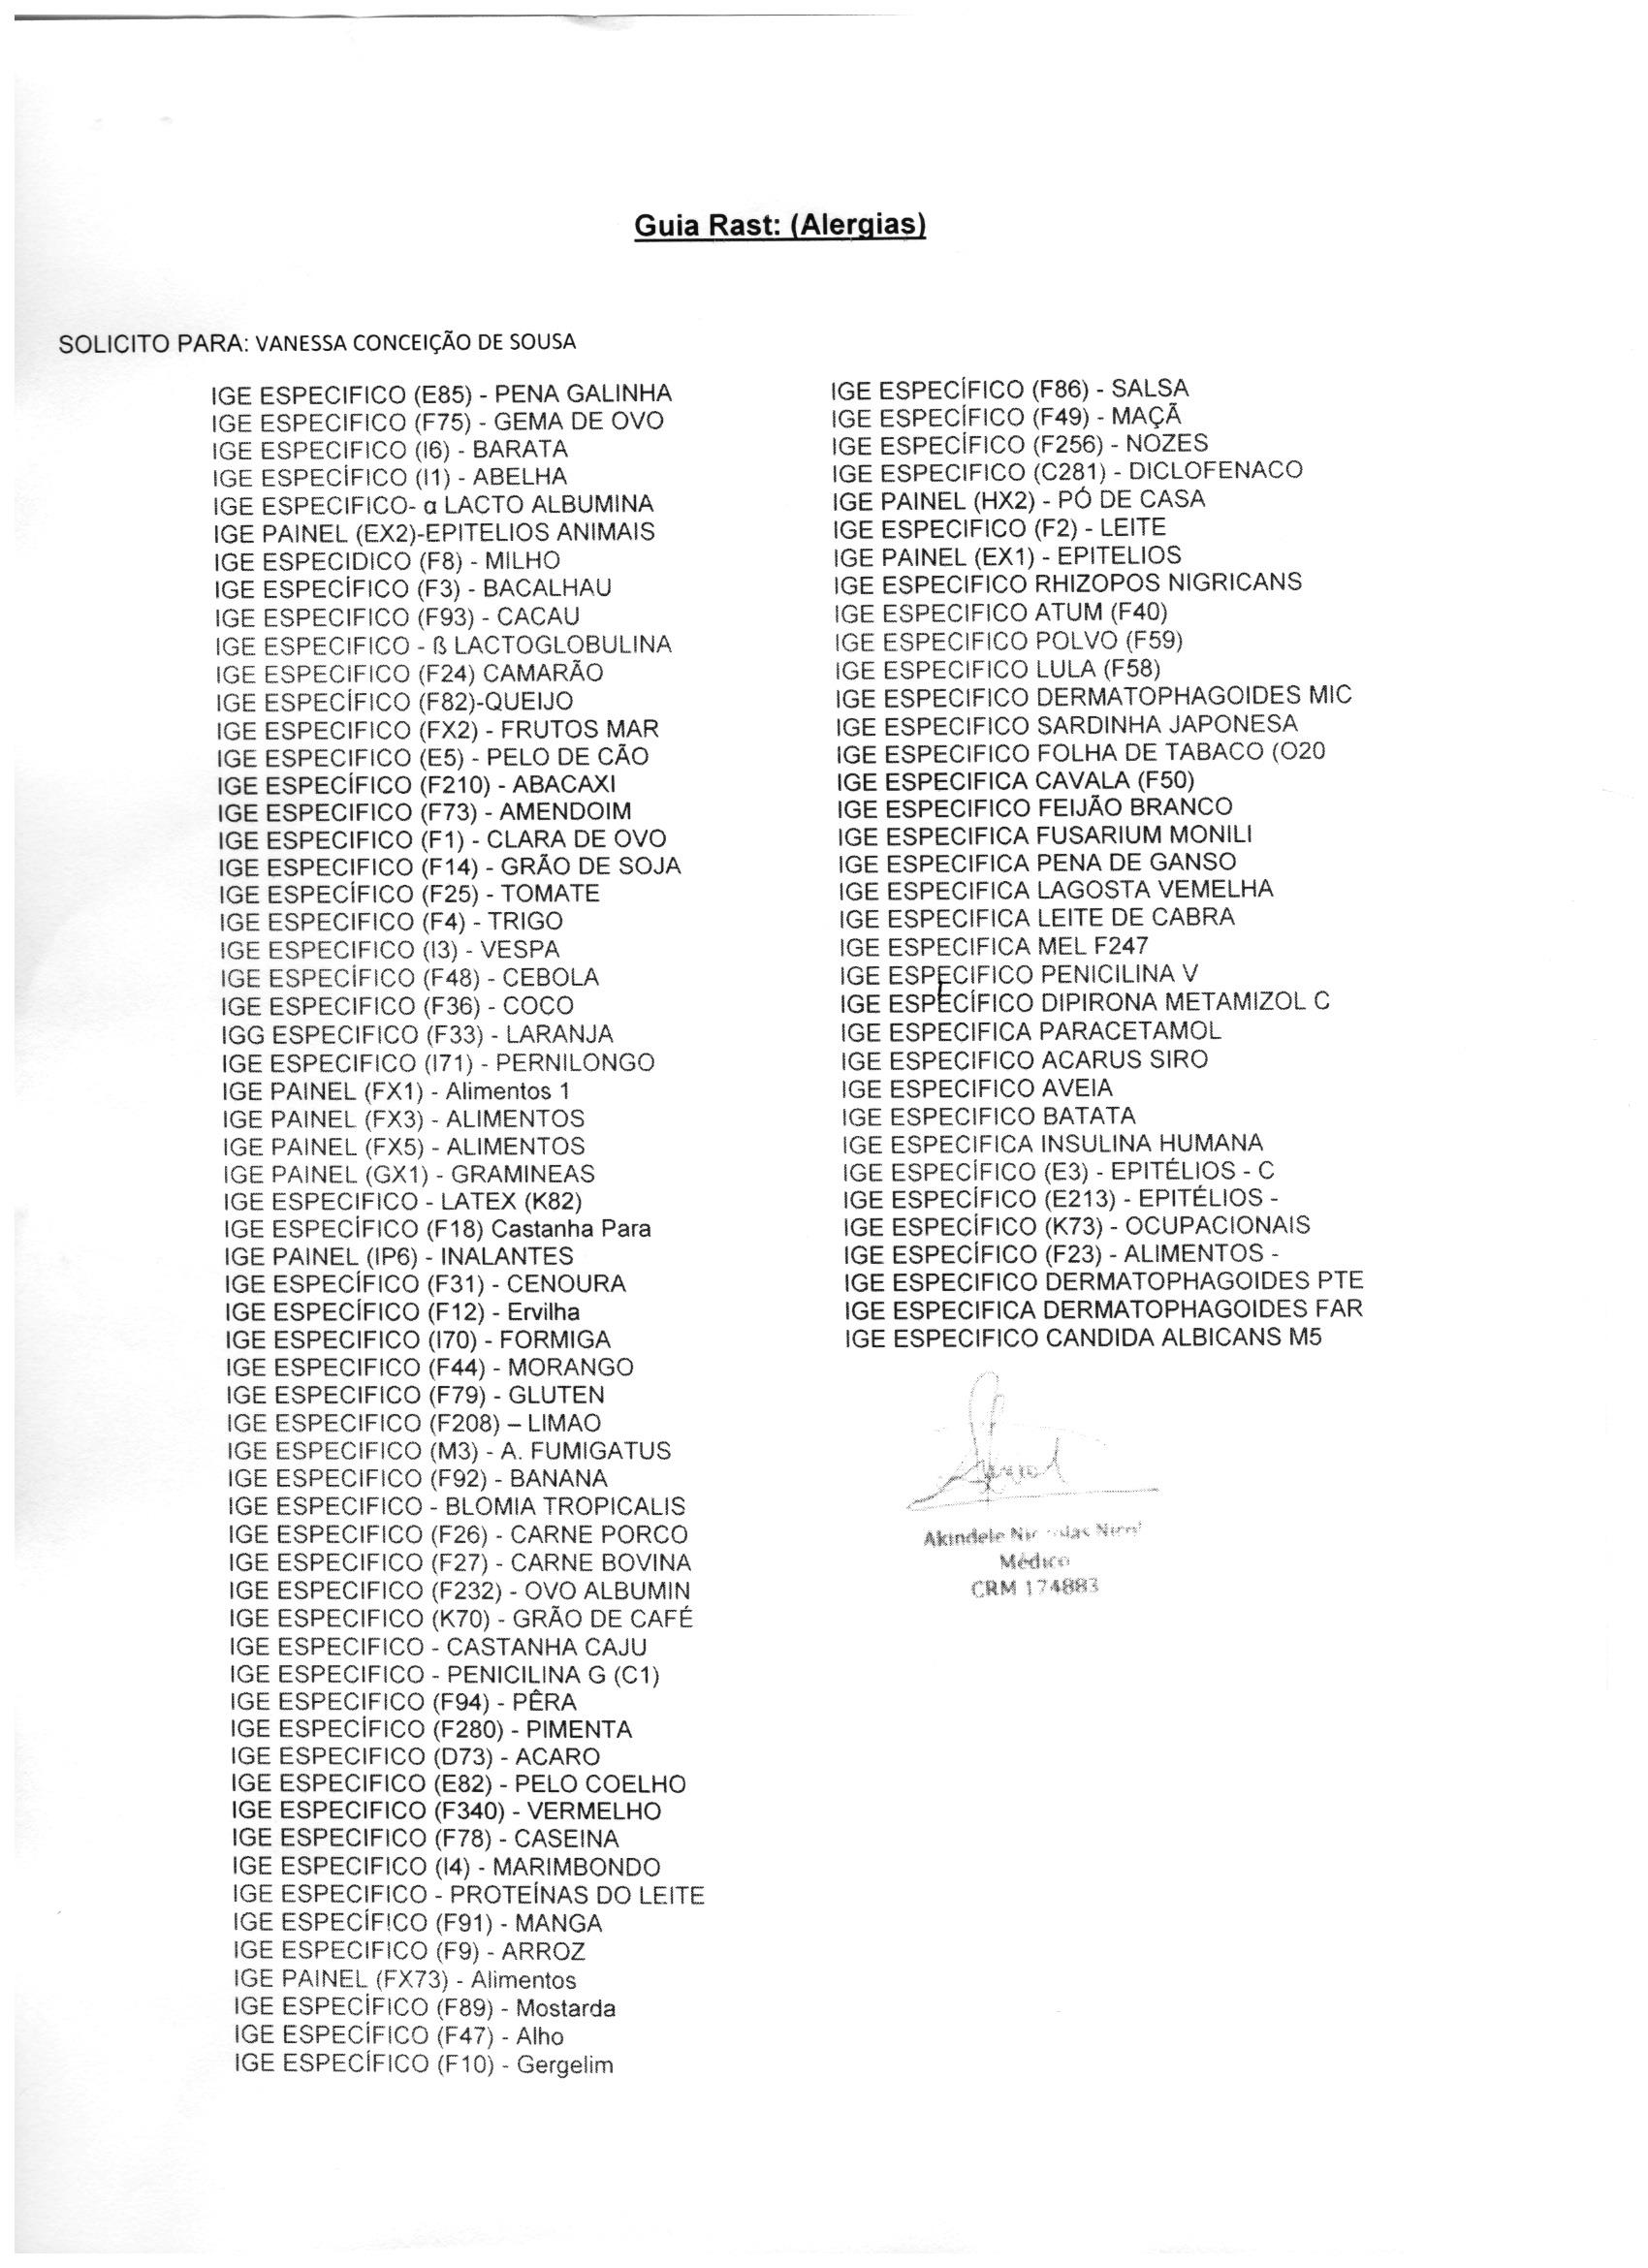 Guia Rast: (Alergias)
SOLICITO PARA: VANESSA CONCEIÇÃO DE SOUSA
IGE ESPECIFICO (E85) - PENA GALINHA
IGE ESPECIFICO (F75) - GEMA DE OVO
IGE ESPECIFICO (I6) - BARATA
IGE ESPECÍFICO (I1) - ABELHA
IGE ESPECIFICO- α LACTO ALBUMINA
IGE PAINEL (EX2)-EPITELIOS ANIMAIS
IGE ESPECIDICO (F8) - MILHO
IGE ESPECÍFICO (F3) - BACALHAU
IGE ESPECIFICO (F93) - CACAU
IGE ESPECIFICO - ß LACTOGLOBULINA
IGE ESPECIFICO (F24) CAMARÃO
IGE ESPECÍFICO (F82)-QUEIJO
IGE ESPECIFICO (FX2) - FRUTOS MAR
IGE ESPECIFICO (E5) - PELO DE CÃO
IGE ESPECÍFICO (F210) - ABACAXI
IGE ESPECIFICO (F73) - AMENDOIM
IGE ESPECIFICO (F1) - CLARA DE OVO
IGE ESPECIFICO (F14) - GRÃO DE SOJA
IGE ESPECÍFICO (F25) - TOMATE
IGE ESPECIFICO (F4) - TRIGO
IGE ESPECIFICO (I3) - VESPA
IGE ESPECÍFICO (F48) - CEBOLA
IGE ESPECIFICO (F36) - COCO
IGG ESPECIFICO (F33) - LARANJA
IGE ESPECIFICO (I71) - PERNILONGO
IGE PAINEL (FX1) - Alimentos 1
IGE PAINEL (FX3) - ALIMENTOS
IGE PAINEL (FX5) - ALIMENTOS
IGE PAINEL (GX1) - GRAMINEAS
IGE ESPECIFICO - LATEX (K82)
IGE ESPECÍFICO (F18) Castanha Para
IGE PAINEL (IP6) - INALANTES
IGE ESPECÍFICO (F31) - CENOURA
IGE ESPECÍFICO (F12) - Ervilha
IGE ESPECIFICO (I70) - FORMIGA
IGE ESPECIFICO (F44) - MORANGO
IGE ESPECIFICO (F79) - GLUTEN
IGE ESPECIFICO (F208) – LIMAO
IGE ESPECIFICO (M3) - A. FUMIGATUS
IGE ESPECIFICO (F92) - BANANA
IGE ESPECIFICO - BLOMIA TROPICALIS
IGE ESPECIFICO (F26) - CARNE PORCO
IGE ESPECIFICO (F27) - CARNE BOVINA
IGE ESPECIFICO (F232) - OVO ALBUMIN
IGE ESPECIFICO (K70) - GRÃO DE CAFÉ
IGE ESPECIFICO - CASTANHA CAJU
IGE ESPECIFICO - PENICILINA G (C1)
IGE ESPECIFICO (F94) - PÊRA
IGE ESPECÍFICO (F280) - PIMENTA
IGE ESPECIFICO (D73) - ACARO
IGE ESPECIFICO (E82) - PELO COELHO
IGE ESPECIFICO (F340) - VERMELHO
IGE ESPECIFICO (F78) - CASEINA
IGE ESPECIFICO (I4) - MARIMBONDO
IGE ESPECIFICO - PROTEÍNAS DO LEITE
IGE ESPECÍFICO (F91) - MANGA
IGE ESPECIFICO (F9) - ARROZ
IGE PAINEL (FX73) - Alimentos
IGE ESPECÍFICO (F89) - Mostarda
IGE ESPECÍFICO (F47) - Alho
IGE ESPECÍFICO (F10) - Gergelim
IGE ESPECÍFICO (F86) - SALSA
IGE ESPECÍFICO (F49) - MAÇÃ
IGE ESPECÍFICO (F256) - NOZES
IGE ESPECIFICO (C281) - DICLOFENACO
IGE PAINEL (HX2) - PÓ DE CASA
IGE ESPECIFICO (F2) - LEITE
IGE PAINEL (EX1) - EPITELIOS
IGE ESPECIFICO RHIZOPOS NIGRICANS
IGE ESPECIFICO ATUM (F40)
IGE ESPECIFICO POLVO (F59)
IGE ESPECIFICO LULA (F58)
IGE ESPECIFICO DERMATOPHAGOIDES MIC
IGE ESPECIFICO SARDINHA JAPONESA
IGE ESPECIFICO FOLHA DE TABACO (O20
IGE ESPECIFICA CAVALA (F50)
IGE ESPECIFICO FEIJÃO BRANCO
IGE ESPECIFICA FUSARIUM MONILI
IGE ESPECIFICA PENA DE GANSO
IGE ESPECIFICA LAGOSTA VEMELHA
IGE ESPECIFICA LEITE DE CABRA
IGE ESPECIFICA MEL F247
IGE ESPECIFICO PENICILINA V
IGE ESPECÍFICO DIPIRONA METAMIZOL C
IGE ESPECIFICA PARACETAMOL
IGE ESPECIFICO ACARUS SIRO
IGE ESPECIFICO AVEIA
IGE ESPECIFICO BATATA
IGE ESPECIFICA INSULINA HUMANA
IGE ESPECÍFICO (E3) - EPITÉLIOS - C
IGE ESPECÍFICO (E213) - EPITÉLIOS -
IGE ESPECÍFICO (K73) - OCUPACIONAIS
IGE ESPECÍFICO (F23) - ALIMENTOS -
IGE ESPECIFICO DERMATOPHAGOIDES PTE
IGE ESPECIFICA DERMATOPHAGOIDES FAR
IGE ESPECIFICO CANDIDA ALBICANS M5
Akindele
Médico
CRM 174883